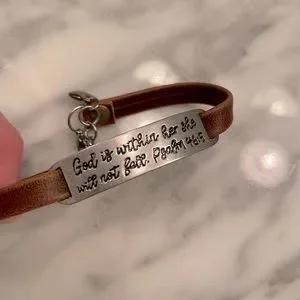 God is within her she
will not fall. Psalm 46:5